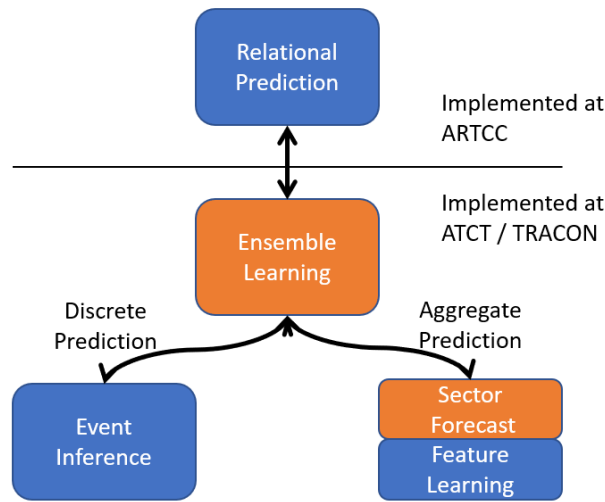 Relational
Prediction
Implemented at
ARTCC
Implemented at
ATCT / TRACON
Ensemble
Learning
Discrete
Prediction
Aggregate
Prediction
Event
Inference
Sector
Forecast
Feature
Learning